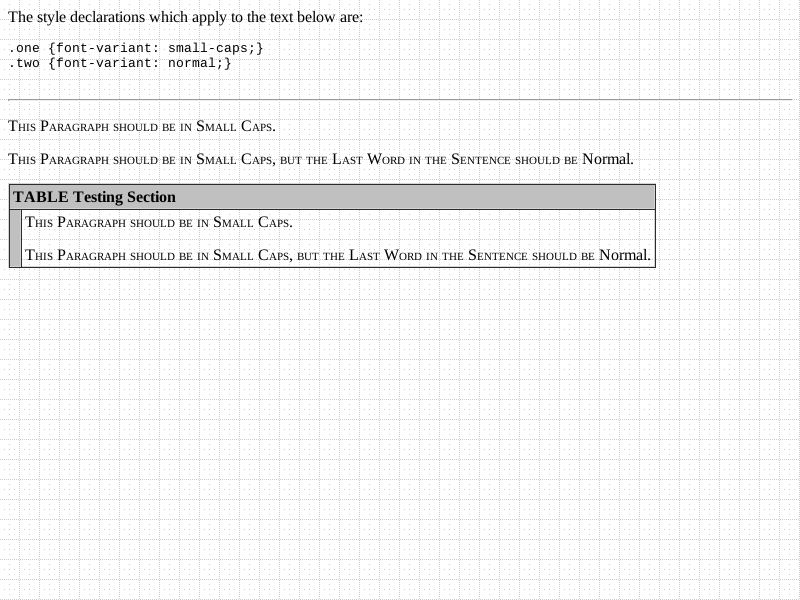 The style declarations which apply to the text below are:
.one {font-variant: small-caps;}
.two {font-variant: normal;}
This Paragraph should be in Small Caps.
This Paragraph should be in Small Caps, but the Last Word in the Sentence should be Normal.
TABLE Testing Section
This Paragraph should be in Small Caps.
This Paragraph should be in Small Caps, but the Last Word in the Sentence should be Normal.